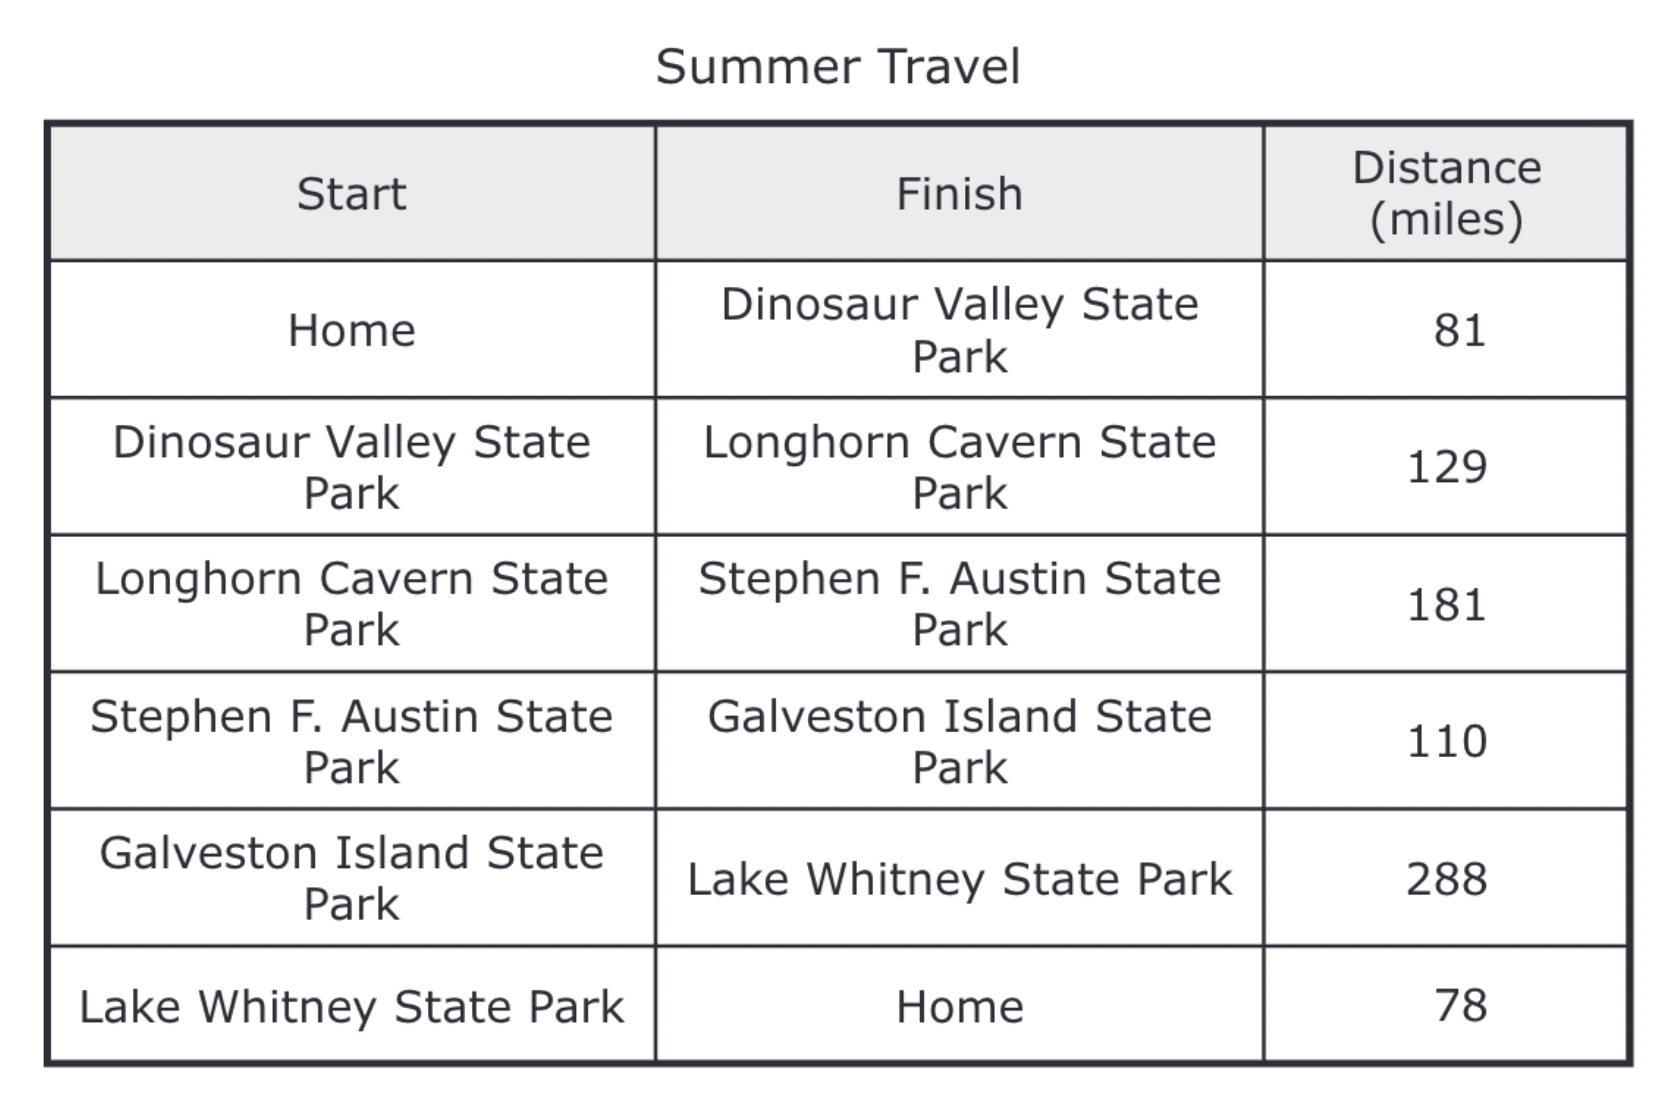 Summer Travel
Start
Finish
Distance
(miles)
Home
Dinosaur Valley State
Park
81
Dinosaur Valley State
Park
Longhorn Cavern State
Park
129
Longhorn Cavern State
Park
Stephen F. Austin State
Park
181
Stephen F. Austin State
Park
Galveston Island State
Park
110
Galveston Island State
Park
Lake Whitney State Park
288
Lake Whitney State Park
Home
78